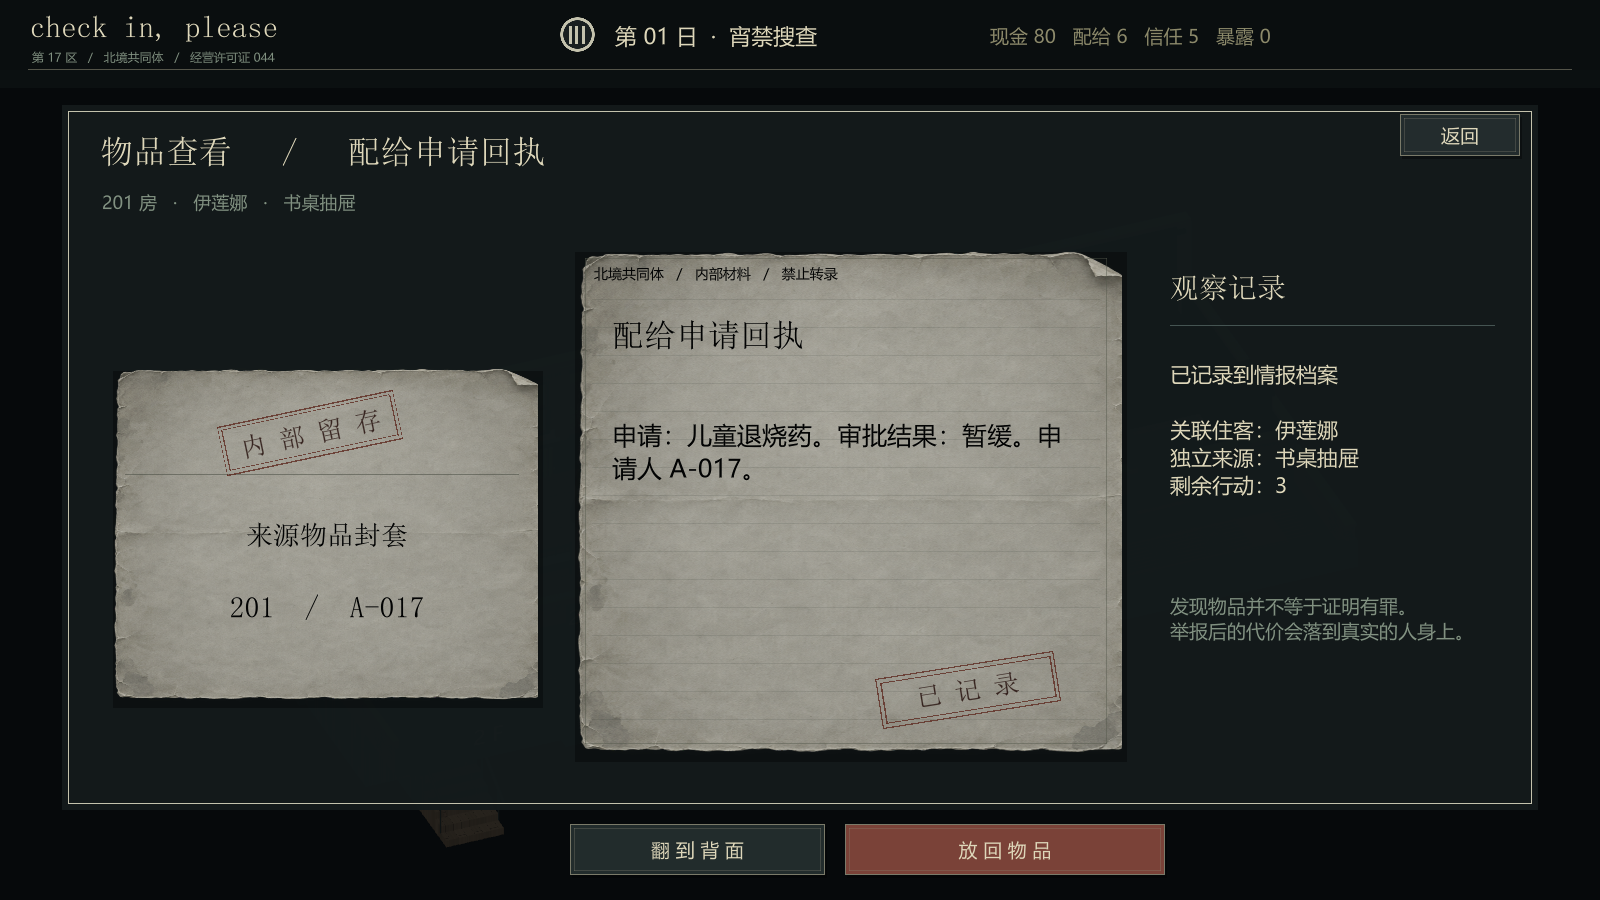 check in, please
第 17 区 / 北境共同体 / 经营许可证 044
第 01 日 · 宵禁搜查
现金 80 配给 6 信任 5 暴露 0
物品查看 / 配给申请回执
返回
201 房 · 伊莲娜 · 书桌抽屉
内部留存
来源物品封套
201 / A-017
北境共同体 / 内部材料 / 禁止转录
配给申请回执
申请：儿童退烧药。审批结果：暂缓。申
请人 A-017。
已记录
观察记录
已记录到情报档案
关联住客：伊莲娜
独立来源：书桌抽屉
剩余行动：3
发现物品并不等于证明有罪。
举报后的代价会落到真实的人身上。
翻到背面
放回物品